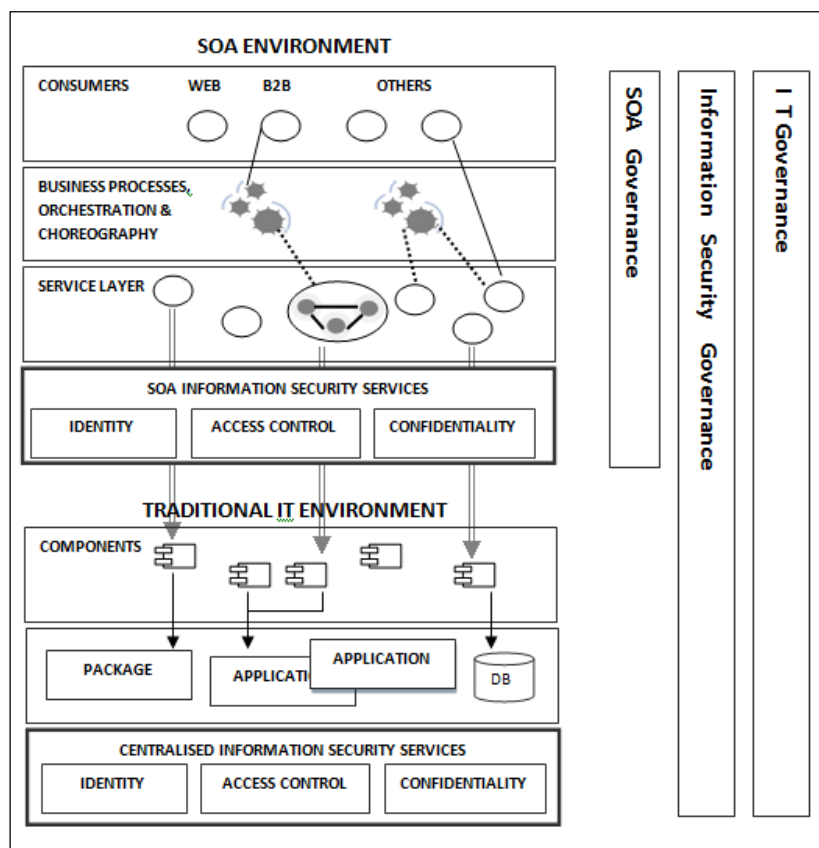 SOA ENVIRONMENT
CONSUMERS WEB B2B OTHERS
BUSINESS PROCESSES,
ORCHESTRATION &
CHOREOGRAPHY
SERVICE LAYER
SOA INFORMATION SECURITY SERVICES
IDENTITY ACCESS CONTROL CONFIDENTIALITY
TRADITIONAL IT ENVIRONMENT
COMPONENTS
PACKAGE
APPLICATIO
APPLICATION
DB
CENTRALISED INFORMATION SECURITY SERVICES
IDENTITY ACCESS CONTROL CONFIDENTIALITY
SOA Governance
Information Security Governance
I T Governance